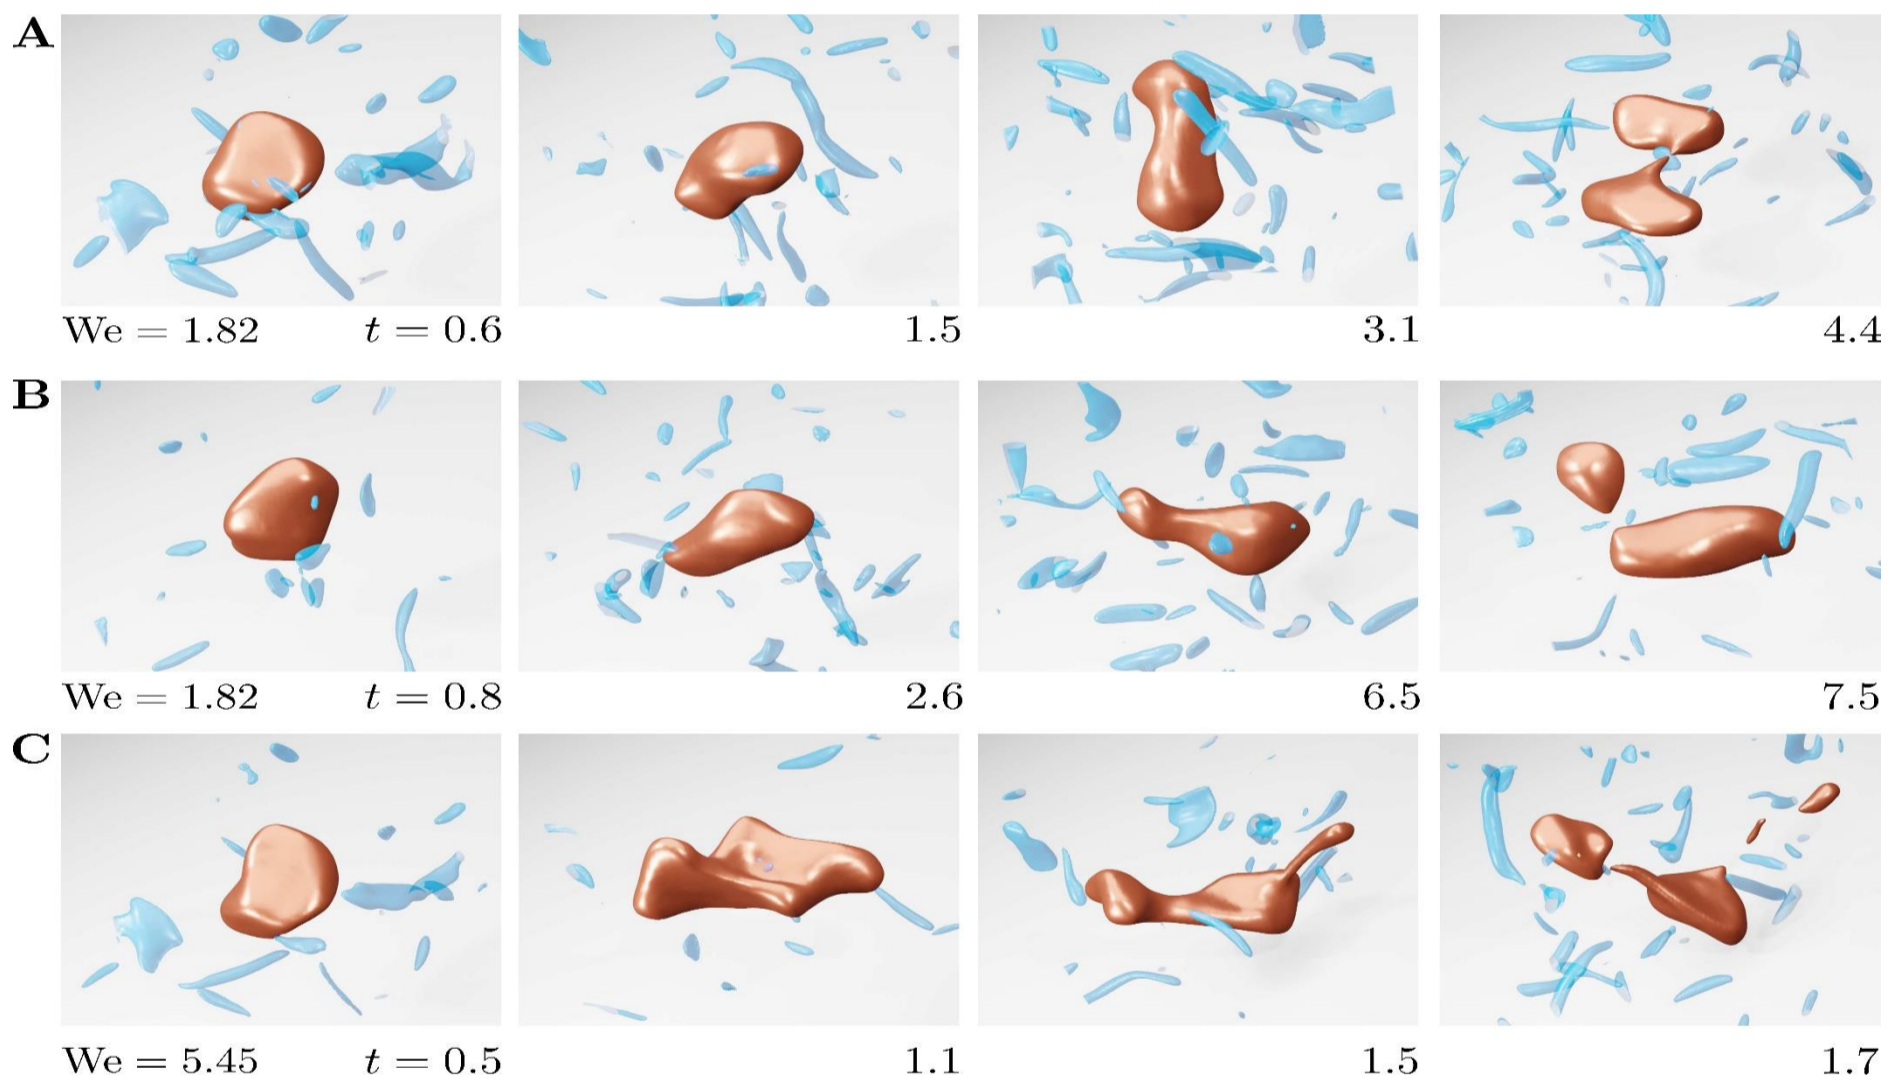 A
We = 1.82 t = 0.6 1.5 3.1 4.4
B
We = 1.82 t = 0.8 2.6 6.5 7.5
C
We = 5.45 t = 0.5 1.1 1.5 1.7